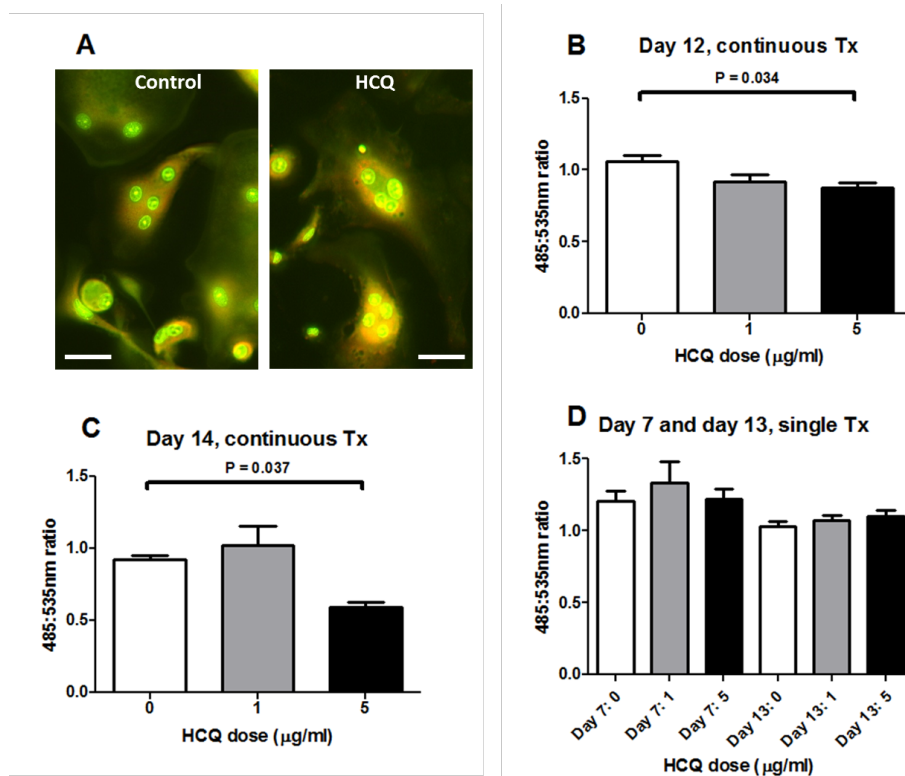 A
Control
HCQ
B
Day 12, continuous Tx
P = 0.034
1.5
1.0
0.5
0.0
485:535nm ratio
0 1 5
HCQ dose (μg/ml)
C
Day 14, continuous Tx
P = 0.037
1.5
1.0
0.5
0.0
485:535nm ratio
0 1 5
HCQ dose (μg/ml)
D
Day 7 and day 13, single Tx
1.5
1.0
0.5
0.0
485:535nm ratio
Day 7: 0
Day 7: 1
Day 7: 5
Day 13: 0
Day 13: 1
Day 13: 5
HCQ dose (μg/ml)